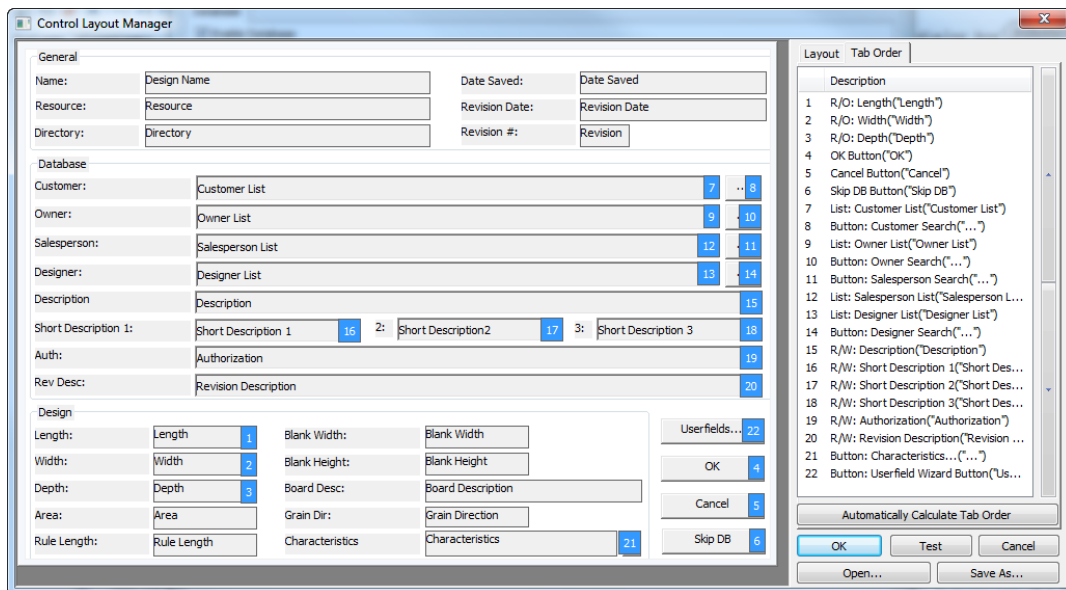 Control Layout Manager
General
Name: Design Name Date Saved: Date Saved
Resource: Resource Revision Date: Revision Date
Directory: Directory Revision #: Revision
Database
Customer: Customer List 7 .. 8
Owner: Owner List 9 10
Salesperson: Salesperson List 12 11
Designer: Designer List 13 14
Description Description 15
Short Description 1: Short Description 1 16 2: Short Description2 17 3: Short Description 3 18
Auth: Authorization 19
Rev Desc: Revision Description 20
Design
Length: Length 1 Blank Width: Blank Width Userfields... 22
Width: Width 2 Blank Height: Blank Height OK 4
Depth: Depth 3 Board Desc: Board Description Cancel 5
Area: Area Grain Dir: Grain Direction
Rule Length: Rule Length Characteristics Characteristics 21 Skip DB 6
Layout Tab Order
Description
1 R/O: Length("Length")
2 R/O: Width("Width")
3 R/O: Depth("Depth")
4 OK Button("OK")
5 Cancel Button("Cancel")
6 Skip DB Button("Skip DB")
7 List: Customer List("Customer List")
8 Button: Customer Search("...")
9 List: Owner List("Owner List")
10 Button: Owner Search("...")
11 Button: Salesperson Search("...")
12 List: Salesperson List("Salesperson L...
13 List: Designer List("Designer List")
14 Button: Designer Search("...")
15 R/W: Description("Description")
16 R/W: Short Description 1("Short Des...
17 R/W: Short Description 2("Short Des...
18 R/W: Short Description 3("Short Des...
19 R/W: Authorization("Authorization")
20 R/W: Revision Description("Revision ...
21 Button: Characteristics...("...")
22 Button: Userfield Wizard Button("Us...
Automatically Calculate Tab Order
OK Test Cancel
Open... Save As...